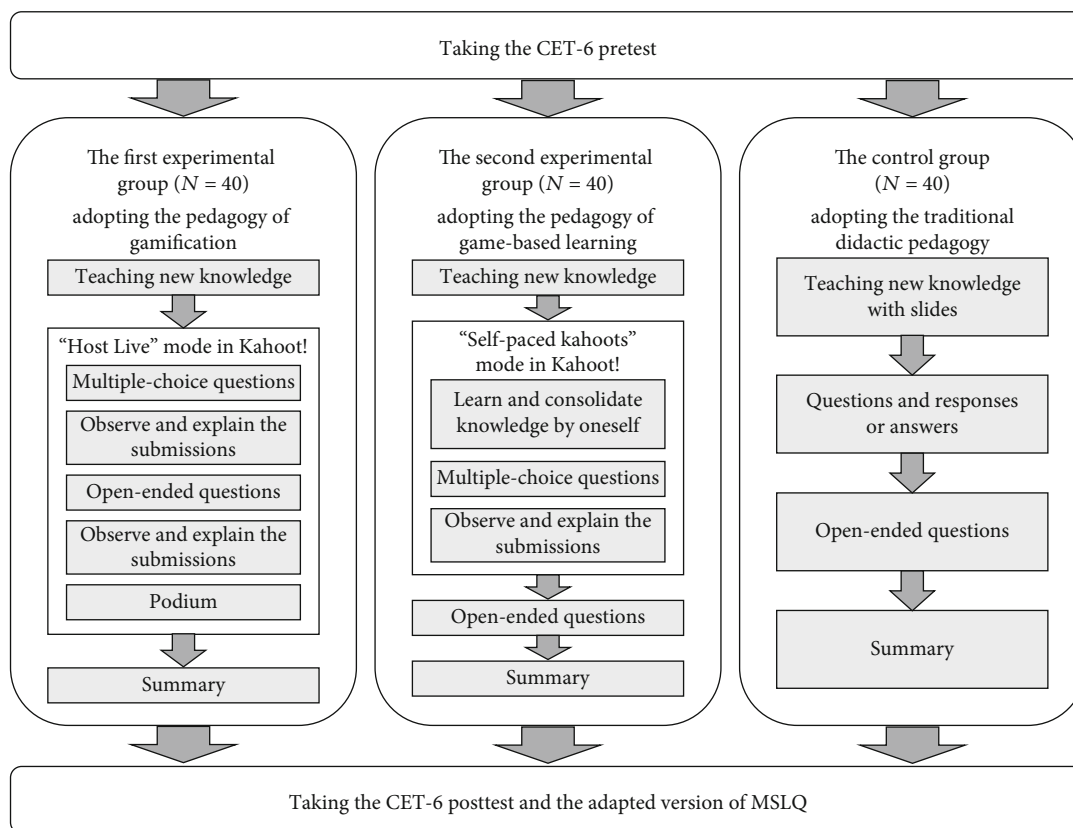 Taking the CET-6 pretest
The first experimental
group (N = 40)
adopting the pedagogy of
gamification
Teaching new knowledge
“Host Live” mode in Kahoot!
Multiple-choice questions
Observe and explain the
submissions
Open-ended questions
Observe and explain the
submissions
Podium
Summary
The second experimental
group (N = 40)
adopting the pedagogy of
game-based learning
Teaching new knowledge
“Self-paced kahoots”
mode in Kahoot!
Learn and consolidate
knowledge by oneself
Multiple-choice questions
Observe and explain the
submissions
Open-ended questions
Summary
The control group
(N = 40)
adopting the traditional
didactic pedagogy
Teaching new knowledge
with slides
Questions and responses
or answers
Open-ended questions
Summary
Taking the CET-6 posttest and the adapted version of MSLQ